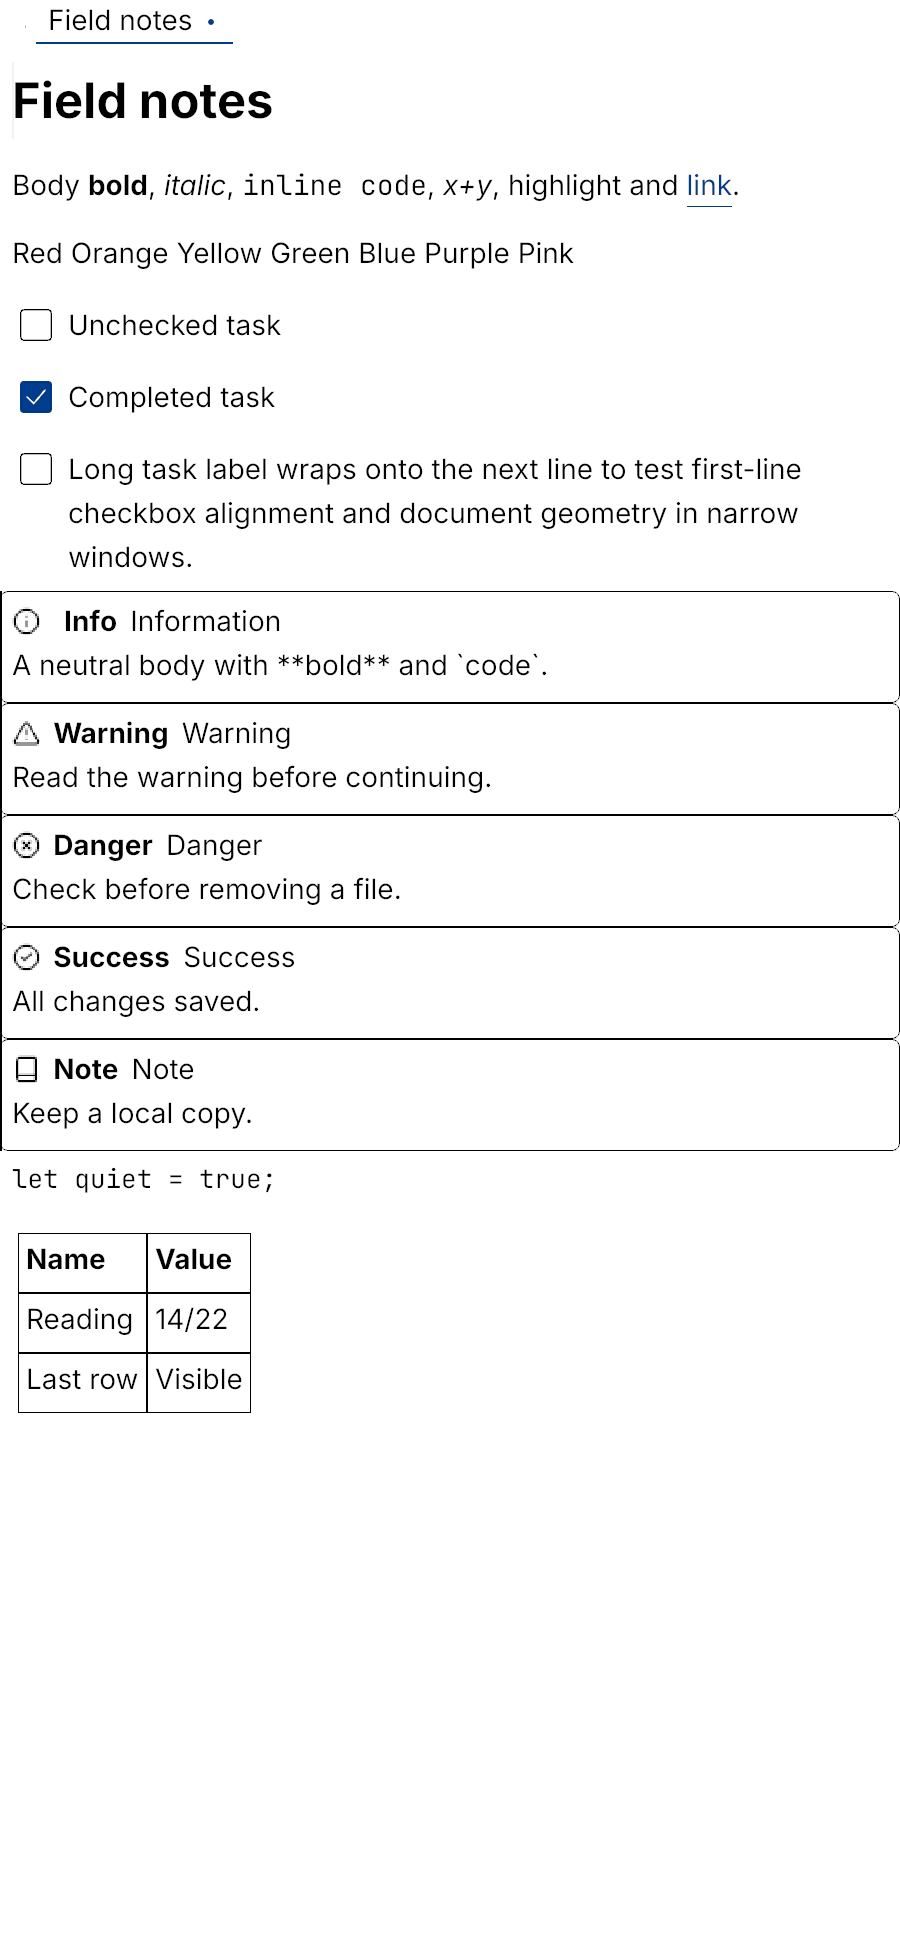 Field notes •
Field notes
Body bold, italic, inline code, x+y, highlight and link.
Red Orange Yellow Green Blue Purple Pink
Unchecked task
Completed task
Long task label wraps onto the next line to test first-line
checkbox alignment and document geometry in narrow
windows.
Info Information
A neutral body with **bold** and `code`.
Warning Warning
Read the warning before continuing.
Danger Danger
Check before removing a file.
Success Success
All changes saved.
Note Note
Keep a local copy.
let quiet = true;
Name Value
Reading 14/22
Last row Visible